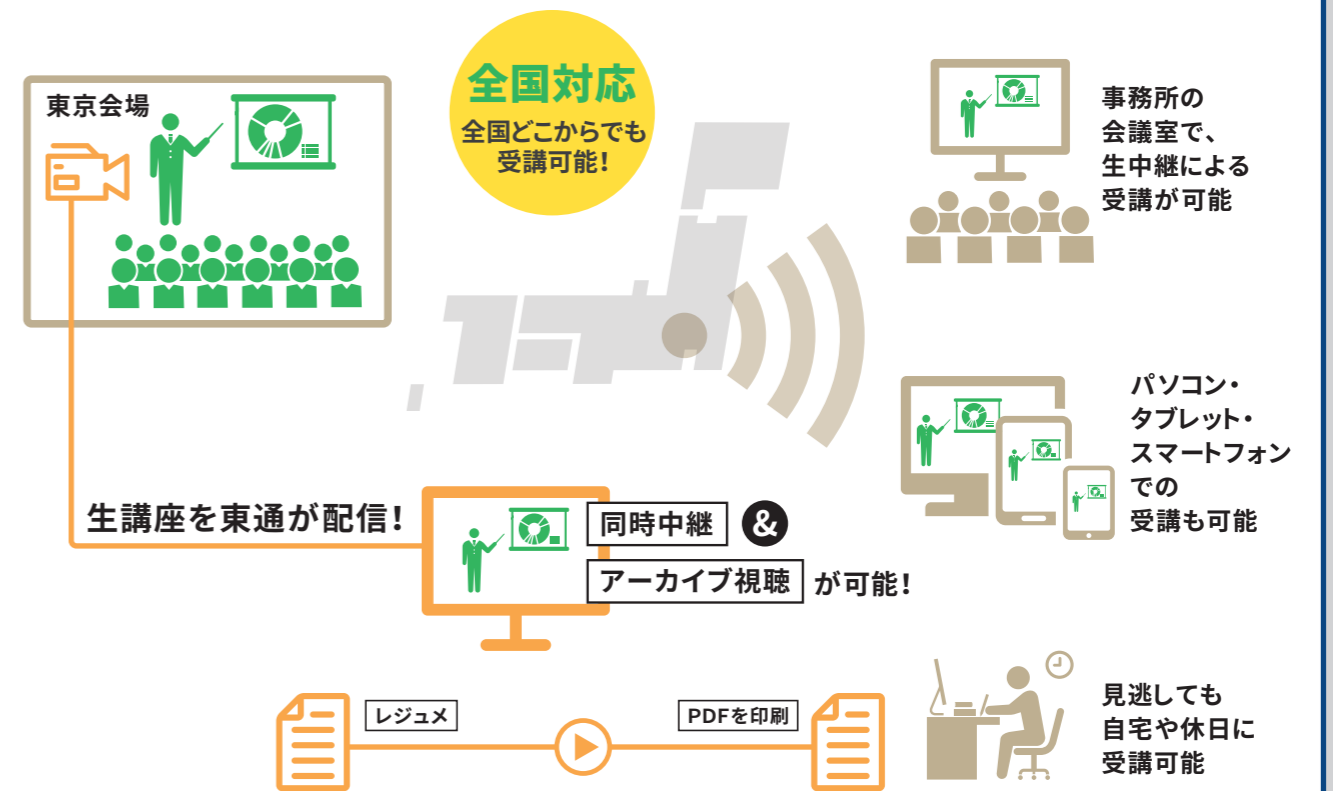 東京会場
全国対応
全国どこからでも
受講可能!
事務所の
会議室で、
生中継による
受講が可能
パソコン・
タブレット・
スマートフォン
での
受講も可能
生講座を東通が配信!
同時中継 &
アーカイブ視聴 が可能!
レジュメ
PDFを印刷
見逃しても
自宅や休日に
受講可能